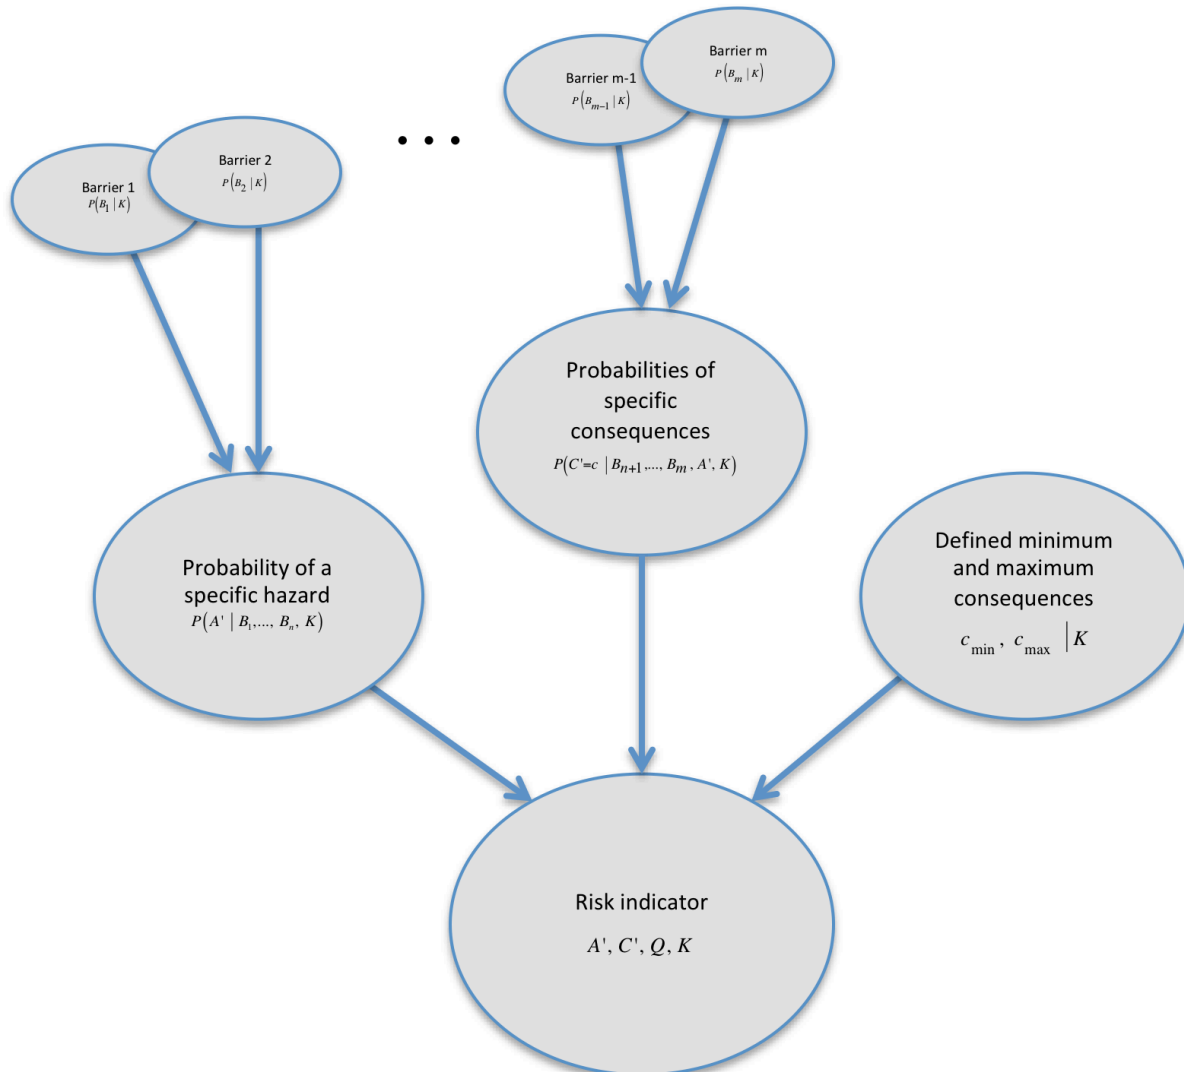 Barrier m
P(B_m | K)
Barrier m-1
P(B_{m−1} | K)
• • •
Barrier 2
P(B_2 | K)
Barrier 1
P(B_1 | K)
Probabilities of
specific
consequences
P(C'=c | B_{n+1},..., B_m, A', K)
Probability of a
specific hazard
P(A' | B_1,..., B_n, K)
Defined minimum
and maximum
consequences
c_min, c_max | K
Risk indicator
A', C', Q, K